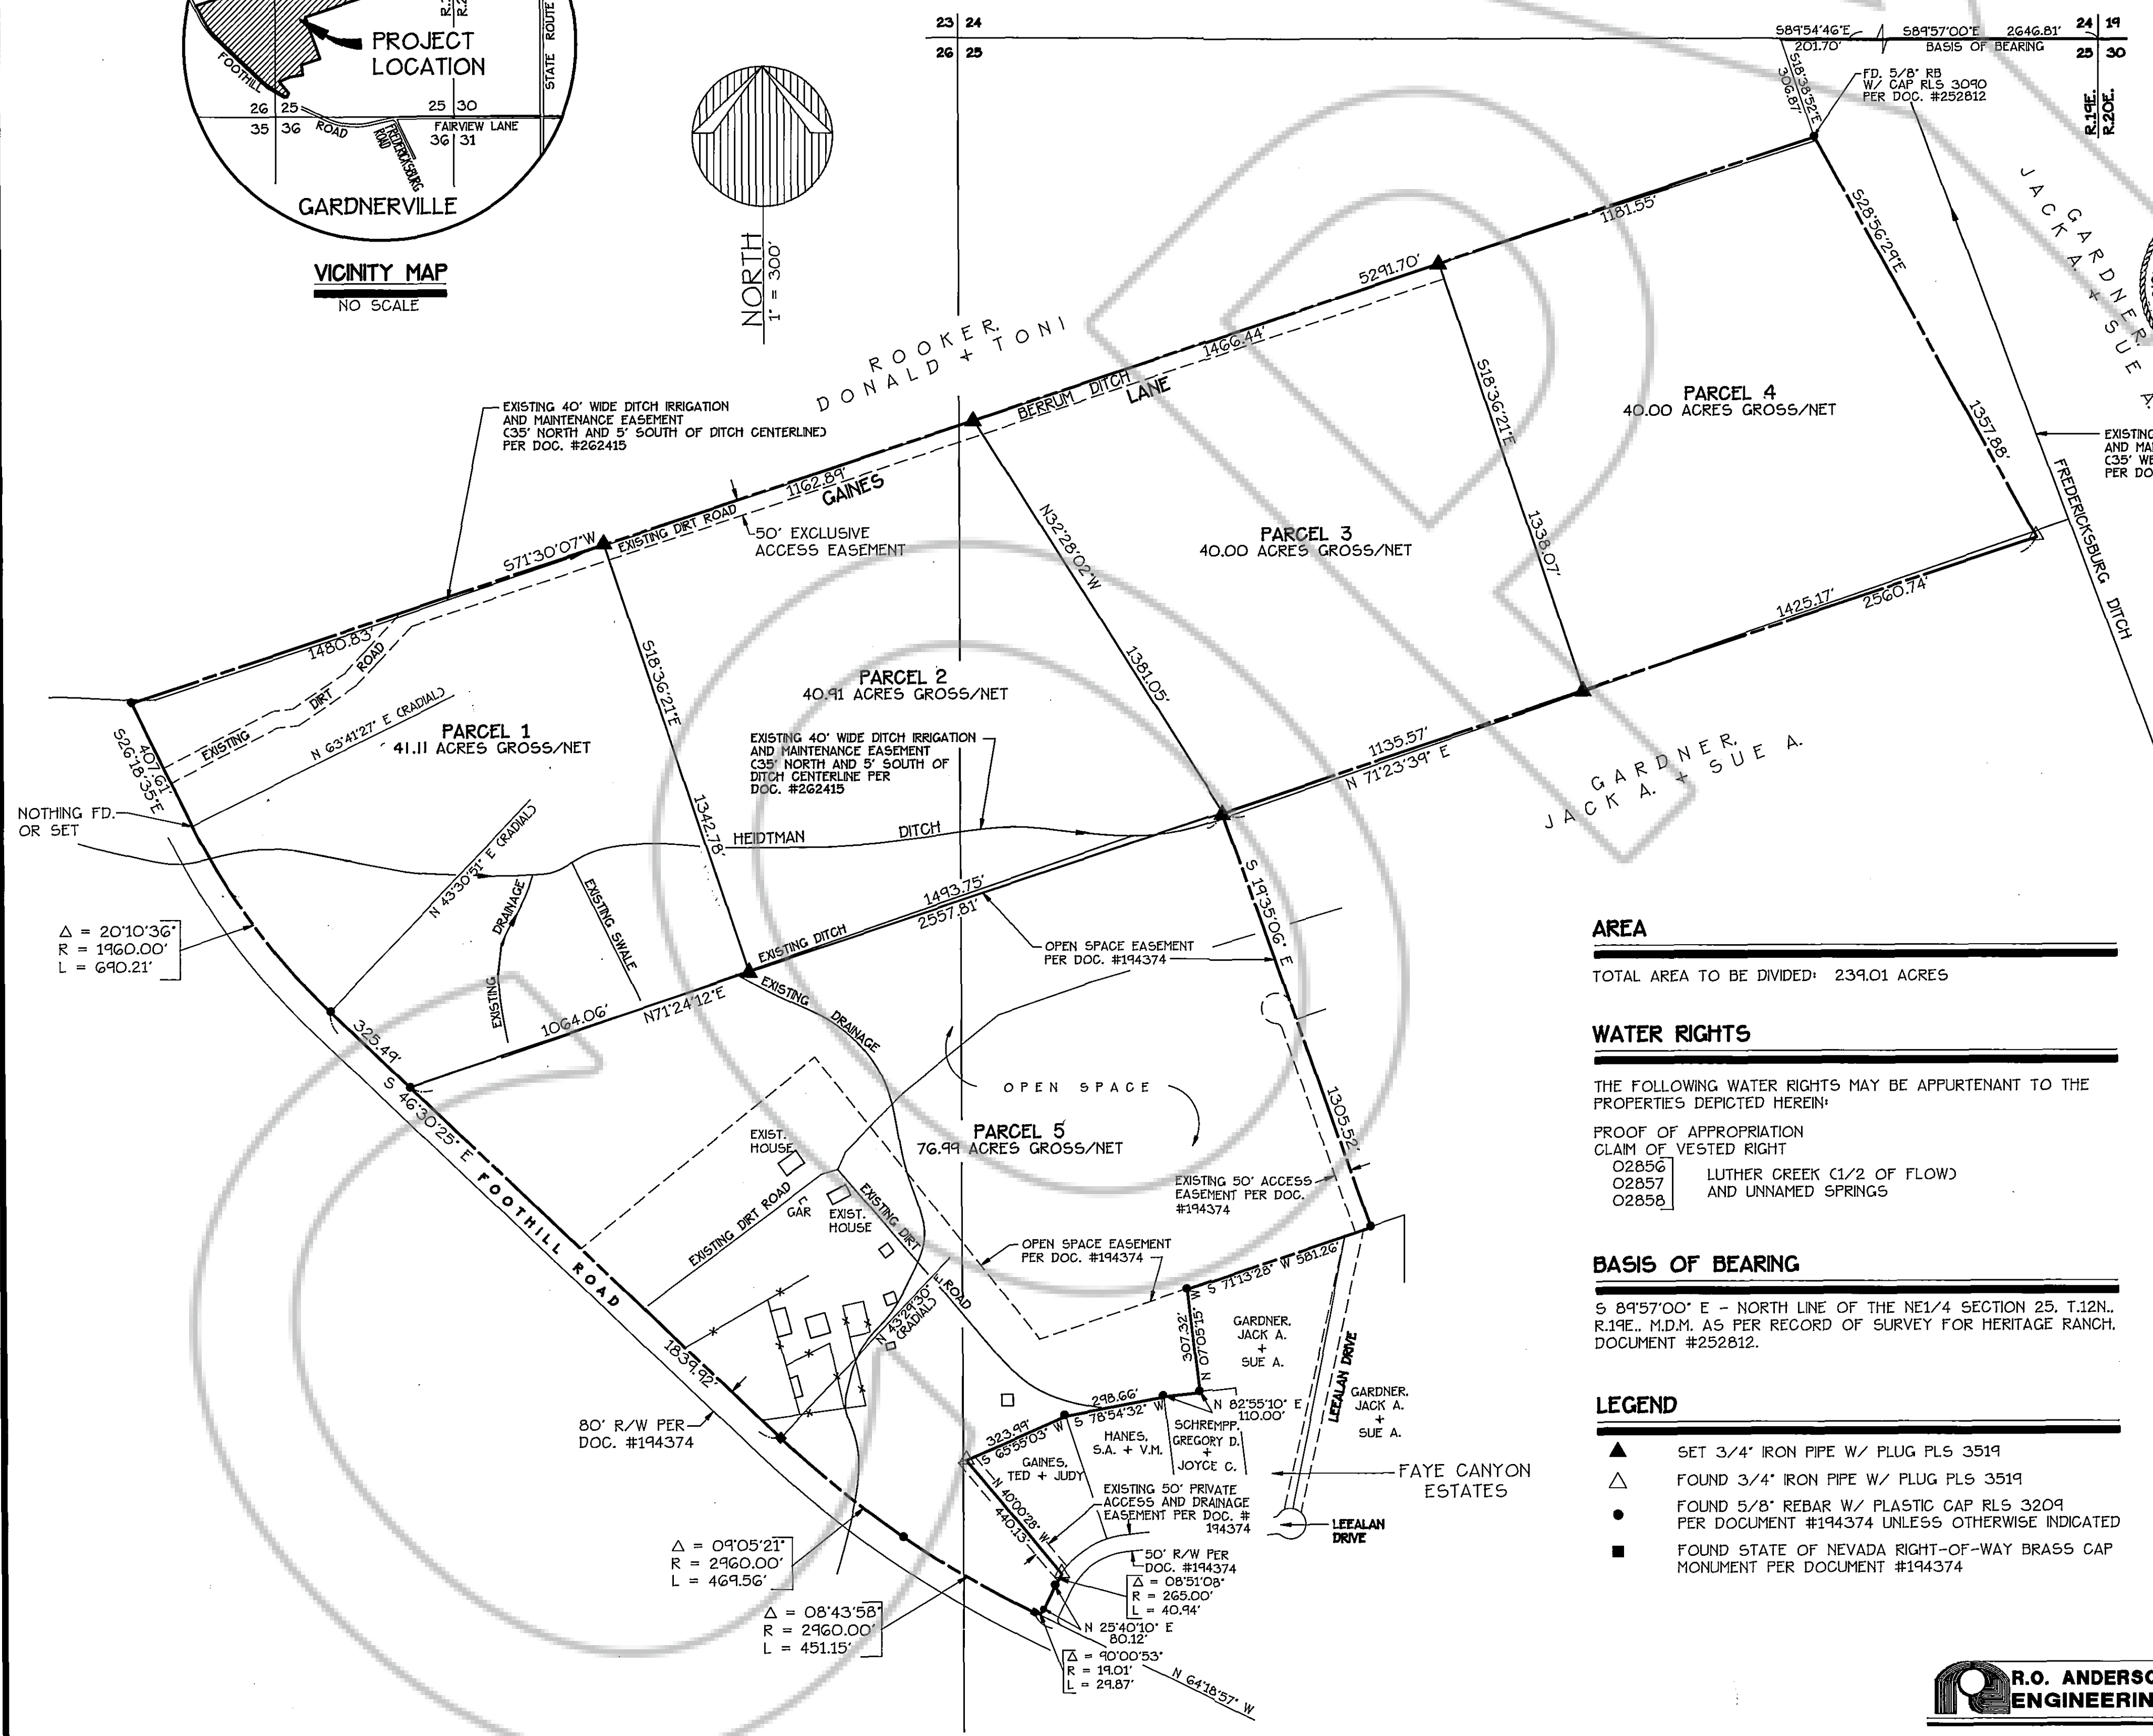 PROJECT
LOCATION
FOOTHILL
STATE ROUTE
26 25
35 36
ROAD
25 30
FAIRVIEW LANE
36 31
FREDERICKSBURG
ROAD
GARDNERVILLE
VICINITY MAP
NO SCALE
NORTH
1" = 300'
23 24
26 25
S89°54'46"E
201.70'
S89°57'00"E 2646.81'
BASIS OF BEARING
24 19
25 30
R.19E.
R.20E.
S18°38'52"E
306.87'
FD. 5/8" RB
W/ CAP RLS 3090
PER DOC. #252812
GARDNER,
JACK A. + SUE A.
GARDNER,
JACK A. + SUE A.
1181.55'
S28°56'29"E
1357.88'
5291.70'
1466.44'
ROOKER,
DONALD + TONI
BERRUM DITCH
LANE
S18°36'21"E
1338.07'
PARCEL 4
40.00 ACRES GROSS/NET
EXISTING
FREDERICKSBURG DITCH
EXISTING 40' WIDE DITCH IRRIGATION
AND MAINTENANCE EASEMENT
(35' NORTH AND 5' SOUTH OF DITCH CENTERLINE)
PER DOC. #262415
1162.89'
GAINES
EXISTING DIRT ROAD
50' EXCLUSIVE
ACCESS EASEMENT
N32°28'02"W
1381.05'
PARCEL 3
40.00 ACRES GROSS/NET
1425.17'
2560.74'
S71°30'07"W
1480.83'
EXISTING DIRT ROAD
N 63°41'27" E (RADIAL)
PARCEL 1
41.11 ACRES GROSS/NET
S18°36'21"E
1342.78'
PARCEL 2
40.91 ACRES GROSS/NET
EXISTING 40' WIDE DITCH IRRIGATION
AND MAINTENANCE EASEMENT
(35' NORTH AND 5' SOUTH OF
DITCH CENTERLINE PER
DOC. #262415
407.61'
S26°18'35"E
NOTHING FD.
OR SET
HEIDTMAN DITCH
1135.57'
N 71°23'39" E
GARDNER,
JACK A. + SUE A.
N 43°30'51" E (RADIAL)
EXISTING DRAINAGE
EXISTING SWALE
Δ = 20°10'36"
R = 1960.00'
L = 690.21'
1493.75'
2557.81'
EXISTING DITCH
OPEN SPACE EASEMENT
PER DOC. #194374
S 19°35'06" E
1305.52'
325.49'
1064.06'
N71°24'12"E
EXISTING DRAINAGE
OPEN SPACE
S 46°30'25" E FOOTHILL ROAD
1839.92'
PARCEL 5
76.99 ACRES GROSS/NET
EXIST.
HOUSE
GAR
EXIST.
HOUSE
EXISTING DIRT ROAD
EXISTING DIRT ROAD
EXISTING 50' ACCESS
EASEMENT PER DOC.
#194374
OPEN SPACE EASEMENT
PER DOC. #194374
N 43°29'30" E
(RADIAL)
S 71°13'28" W 581.26'
307.32'
N 07°05'15" W
GARDNER,
JACK A.
+
SUE A.
LEEALAN DRIVE
GARDNER,
JACK A.
+
SUE A.
80' R/W PER
DOC. #194374
323.99'
S 65°55'03" W
298.66'
S 78°54'32" W
N 82°55'10" E
110.00'
GAINES,
TED + JUDY
HANES,
S.A. + V.M.
SCHREMPP,
GREGORY D.
+
JOYCE C.
FAYE CANYON
ESTATES
N 40°00'28" W
440.13'
EXISTING 50' PRIVATE
ACCESS AND DRAINAGE
EASEMENT PER DOC. #
194374
LEEALAN
DRIVE
50' R/W PER
DOC. #194374
Δ = 08°51'08"
R = 265.00'
L = 40.94'
Δ = 09°05'21"
R = 2960.00'
L = 469.56'
Δ = 08°43'58"
R = 2960.00'
L = 451.15'
N 25°40'10" E
80.12'
Δ = 90°00'53"
R = 19.01'
L = 29.87'
N 64°18'57" W
AREA
TOTAL AREA TO BE DIVIDED: 239.01 ACRES
WATER RIGHTS
THE FOLLOWING WATER RIGHTS MAY BE APPURTENANT TO THE
PROPERTIES DEPICTED HEREIN:
PROOF OF APPROPRIATION
CLAIM OF VESTED RIGHT
02856
02857
02858
LUTHER CREEK (1/2 OF FLOW)
AND UNNAMED SPRINGS
BASIS OF BEARING
S 89°57'00" E - NORTH LINE OF THE NE1/4 SECTION 25, T.12N.,
R.19E., M.D.M. AS PER RECORD OF SURVEY FOR HERITAGE RANCH,
DOCUMENT #252812.
LEGEND
SET 3/4" IRON PIPE W/ PLUG PLS 3519
FOUND 3/4" IRON PIPE W/ PLUG PLS 3519
FOUND 5/8" REBAR W/ PLASTIC CAP RLS 3209
PER DOCUMENT #194374 UNLESS OTHERWISE INDICATED
FOUND STATE OF NEVADA RIGHT-OF-WAY BRASS CAP
MONUMENT PER DOCUMENT #194374
R.O. ANDERSO
ENGINEERIN